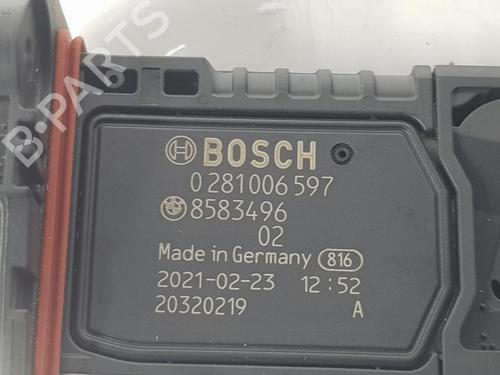 B-PARTS
BOSCH
0 281 006 597
8583496
02
Made in Germany 816
2021-02-23 12:52
20320219 A